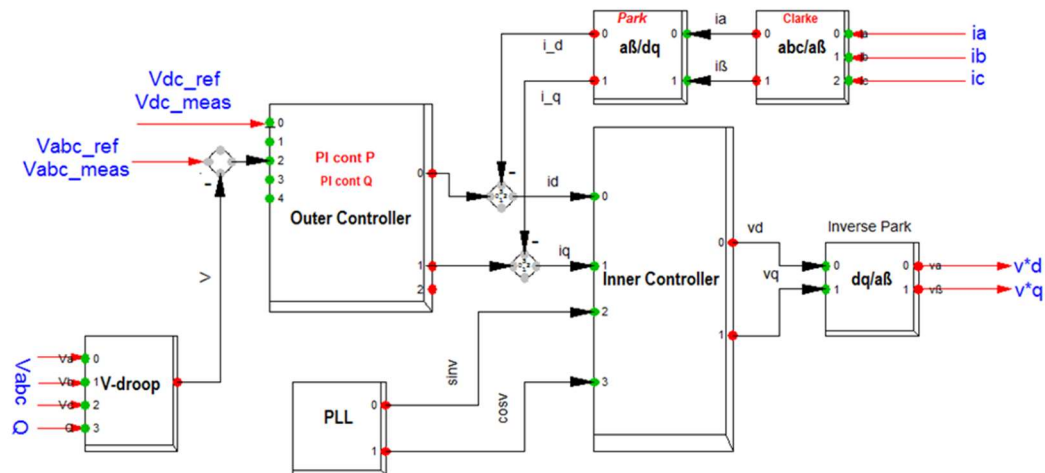 Park
aß/dq
0
1
0
1
ia
iß
Clarke
abc/aß
0
1
0
1
2
ia
ib
ic
ia
ib
ic
i_d
i_q
Vdc_ref
Vdc_meas
Vabc_ref
Vabc_meas
-
0
1
2
3
4
PI cont P
PI cont Q
Outer Controller
0
1
2
-
-
id
iq
0
1
2
3
Inner Controller
0
1
vd
vq
Inverse Park
dq/aß
0
1
0
1
va
vß
v*d
v*q
V
Vabc
Q
Va
Vb
Vc
Q
0
1
2
3
V-droop
PLL
0
1
sinv
cosv